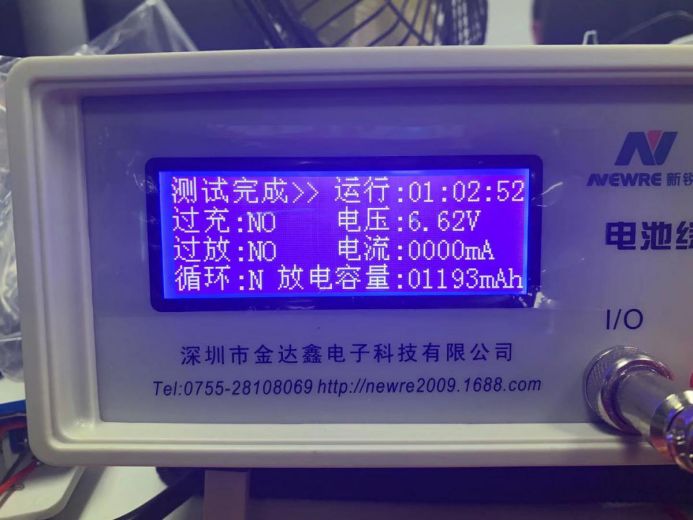 测试完成>> 运行:01:02:52
过充:NO 电压:6.62V
过放:NO 电流:0000mA
循环:N 放电容量:01193mAh
NEWRE 新锐
电池
I/O
深圳市金达鑫电子科技有限公司
Tel:0755-28108069 http://newre2009.1688.com